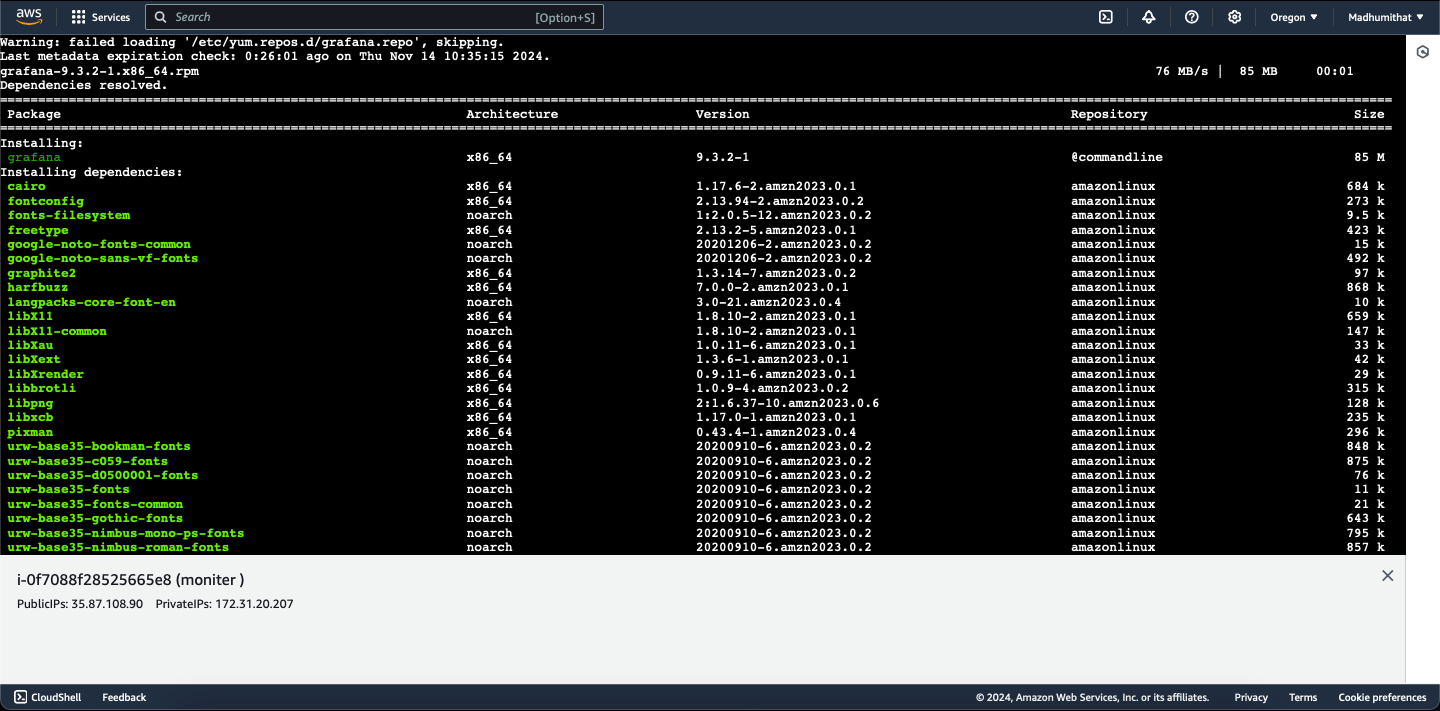 aws Services Search [Option+S] Oregon ▼ Madhumithat ▼
Warning: failed loading '/etc/yum.repos.d/grafana.repo', skipping.
Last metadata expiration check: 0:26:01 ago on Thu Nov 14 10:35:15 2024.
grafana-9.3.2-1.x86_64.rpm 76 MB/s | 85 MB 00:01
Dependencies resolved.
Package Architecture Version Repository Size
Installing:
grafana x86_64 9.3.2-1 @commandline 85 M
Installing dependencies:
cairo x86_64 1.17.6-2.amzn2023.0.1 amazonlinux 684 k
fontconfig x86_64 2.13.94-2.amzn2023.0.2 amazonlinux 273 k
fonts-filesystem noarch 1:2.0.5-12.amzn2023.0.2 amazonlinux 9.5 k
freetype x86_64 2.13.2-5.amzn2023.0.1 amazonlinux 423 k
google-noto-fonts-common noarch 20201206-2.amzn2023.0.2 amazonlinux 15 k
google-noto-sans-vf-fonts noarch 20201206-2.amzn2023.0.2 amazonlinux 492 k
graphite2 x86_64 1.3.14-7.amzn2023.0.2 amazonlinux 97 k
harfbuzz x86_64 7.0.0-2.amzn2023.0.1 amazonlinux 868 k
langpacks-core-font-en noarch 3.0-21.amzn2023.0.4 amazonlinux 10 k
libX11 x86_64 1.8.10-2.amzn2023.0.1 amazonlinux 659 k
libX11-common noarch 1.8.10-2.amzn2023.0.1 amazonlinux 147 k
libXau x86_64 1.0.11-6.amzn2023.0.1 amazonlinux 33 k
libXext x86_64 1.3.6-1.amzn2023.0.1 amazonlinux 42 k
libXrender x86_64 0.9.11-6.amzn2023.0.1 amazonlinux 29 k
libbrotli x86_64 1.0.9-4.amzn2023.0.2 amazonlinux 315 k
libpng x86_64 2:1.6.37-10.amzn2023.0.6 amazonlinux 128 k
libxcb x86_64 1.17.0-1.amzn2023.0.1 amazonlinux 235 k
pixman x86_64 0.43.4-1.amzn2023.0.4 amazonlinux 296 k
urw-base35-bookman-fonts noarch 20200910-6.amzn2023.0.2 amazonlinux 848 k
urw-base35-c059-fonts noarch 20200910-6.amzn2023.0.2 amazonlinux 875 k
urw-base35-d050000l-fonts noarch 20200910-6.amzn2023.0.2 amazonlinux 76 k
urw-base35-fonts noarch 20200910-6.amzn2023.0.2 amazonlinux 11 k
urw-base35-fonts-common noarch 20200910-6.amzn2023.0.2 amazonlinux 21 k
urw-base35-gothic-fonts noarch 20200910-6.amzn2023.0.2 amazonlinux 643 k
urw-base35-nimbus-mono-ps-fonts noarch 20200910-6.amzn2023.0.2 amazonlinux 795 k
urw-base35-nimbus-roman-fonts noarch 20200910-6.amzn2023.0.2 amazonlinux 857 k
i-0f7088f28525665e8 (moniter )
PublicIPs: 35.87.108.90 PrivateIPs: 172.31.20.207
CloudShell Feedback © 2024, Amazon Web Services, Inc. or its affiliates. Privacy Terms Cookie preferences